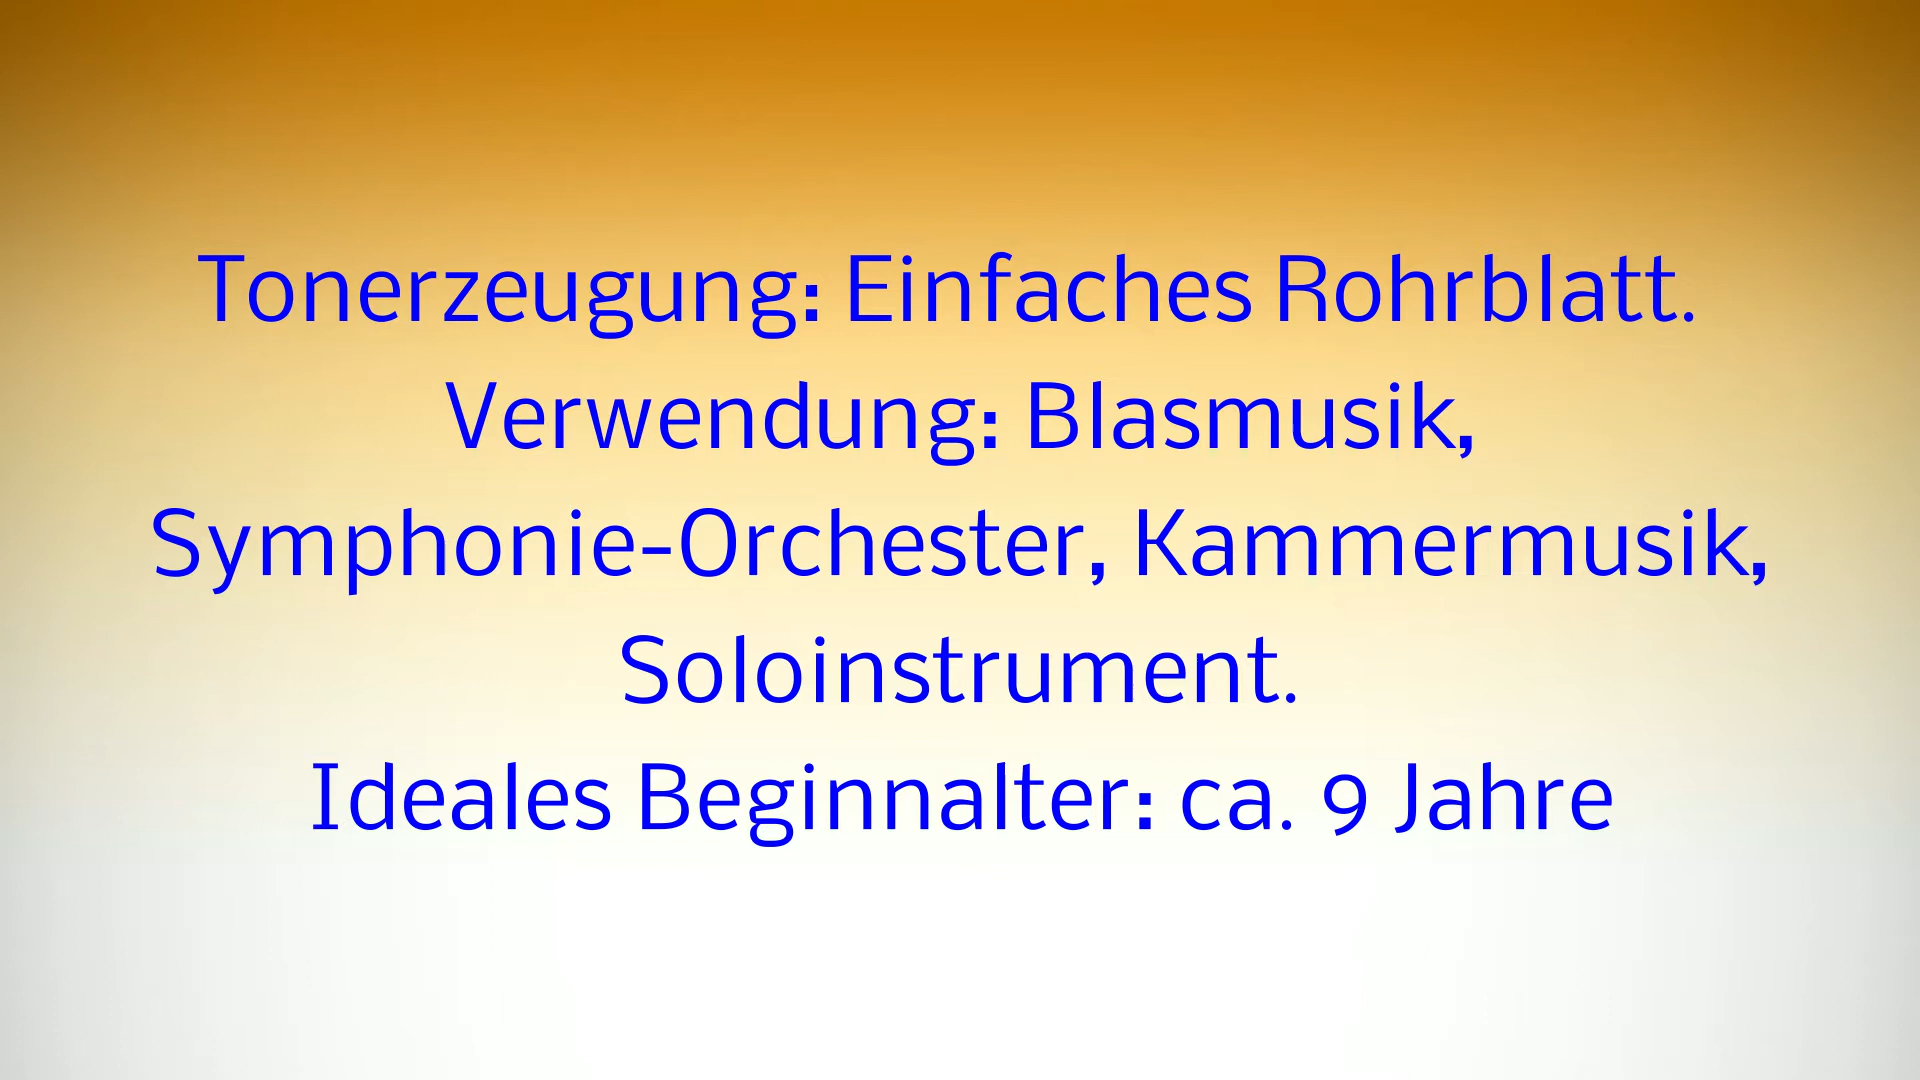 Tonerzeugung: Einfaches Rohrblatt.
Verwendung: Blasmusik,
Symphonie-Orchester, Kammermusik,
Soloinstrument.
Ideales Beginnalter: ca. 9 Jahre